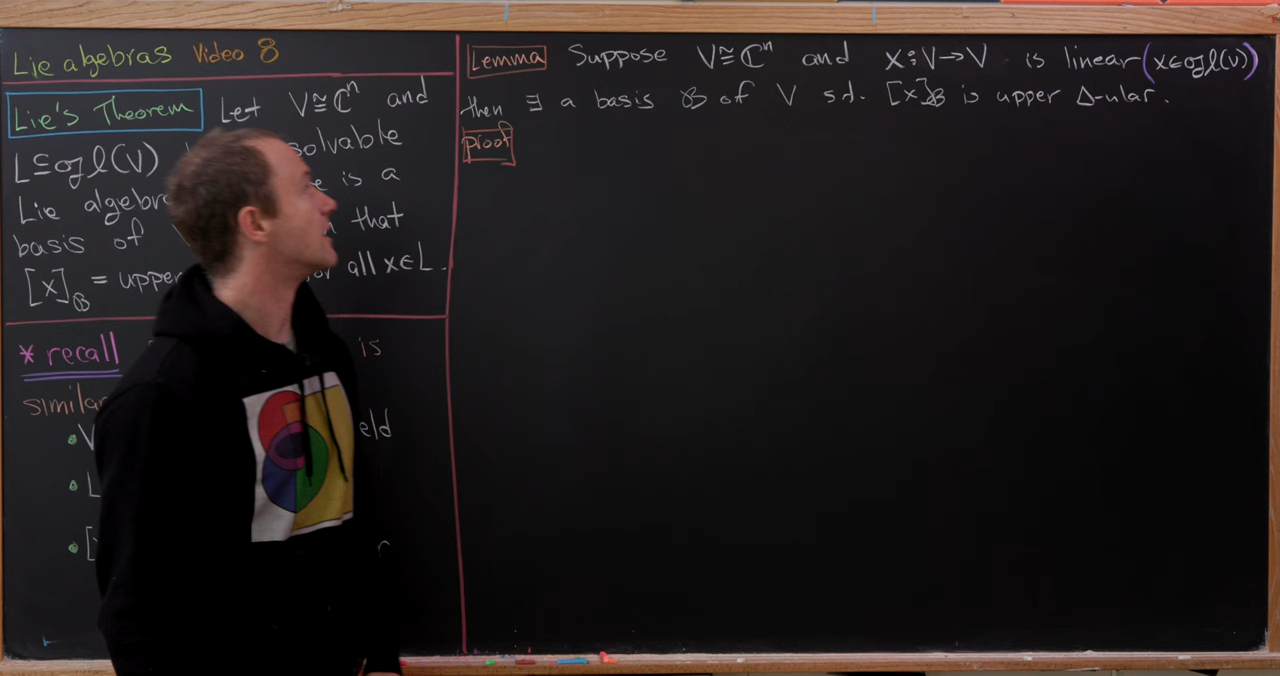 Lie algebras Video 8
Lie's Theorem Let V≅ℂⁿ and
L⊆gl(V) solvable
Lie algebra is a
basis of that
[x]_𝓑 = upper for all x∈L.
* recall is
similar
• V eld
• L
• [
Lemma Suppose V≅ℂⁿ and x:V→V is linear (x∈gl(V))
then ∃ a basis 𝓑 of V s.t. [x]_𝓑 is upper Δ-ular.
proof